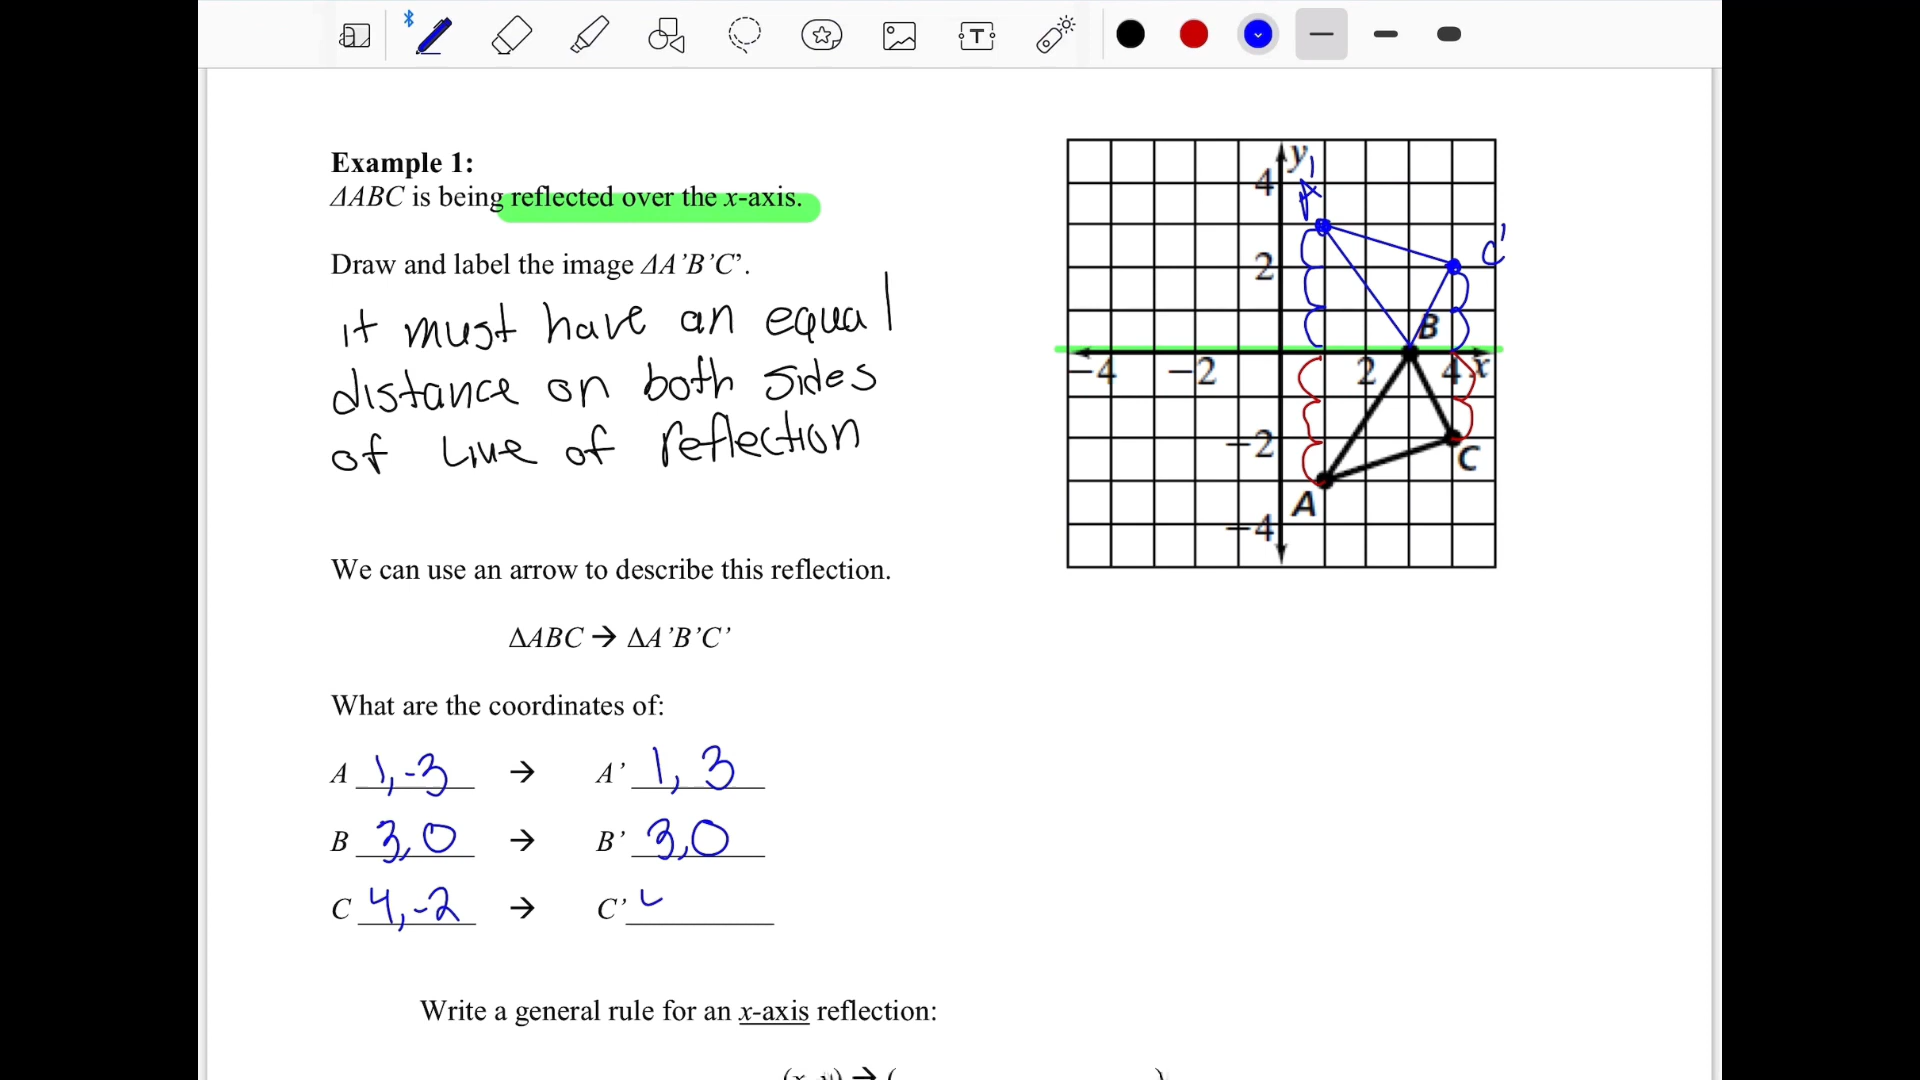 Example 1:
ΔABC is being reflected over the x-axis.
Draw and label the image ΔA’B’C’.
it must have an equal
distance on both sides
of line of reflection
We can use an arrow to describe this reflection.
ΔABC → ΔA’B’C’
What are the coordinates of:
A 1,-3 → A’ 1, 3
B 3,0 → B’ 3,0
C 4,-2 → C’
Write a general rule for an x-axis reflection:
(x, y) → ( )
y
4
A'
2
C'
B
-4 -2 2 4 x
-2
C
A
-4
a
T